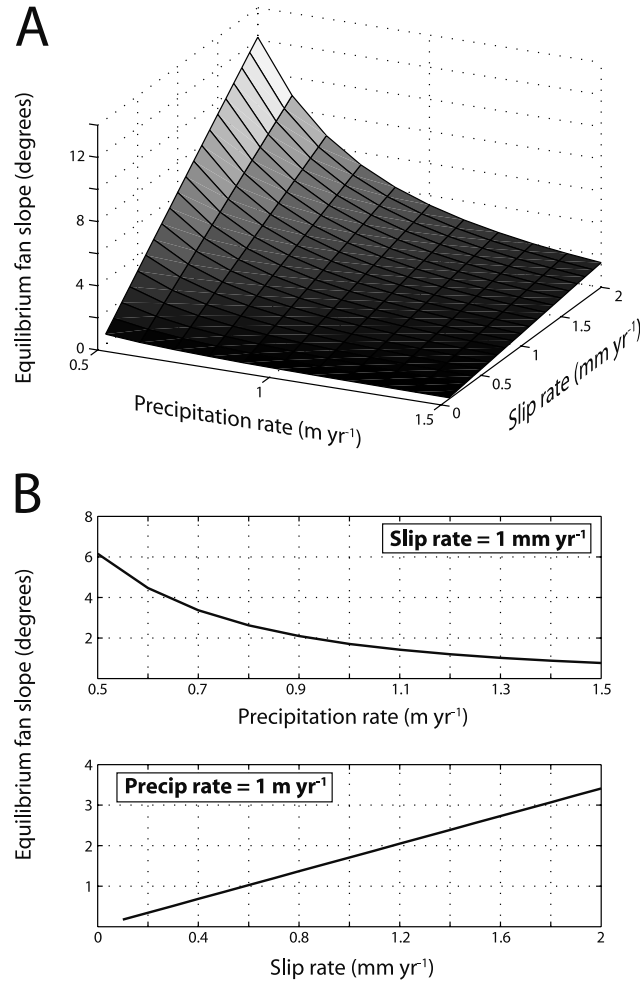 A
Equilibrium fan slope (degrees)
12
8
4
0
0.5
1
1.5
Precipitation rate (m yr⁻¹)
0
0.5
1
1.5
2
Slip rate (mm yr⁻¹)
B
Equilibrium fan slope (degrees)
8
6
4
2
Slip rate = 1 mm yr⁻¹
0.5 0.7 0.9 1.1 1.3 1.5
Precipitation rate (m yr⁻¹)
4
3
2
1
Precip rate = 1 m yr⁻¹
0 0.4 0.8 1.2 1.6 2
Slip rate (mm yr⁻¹)